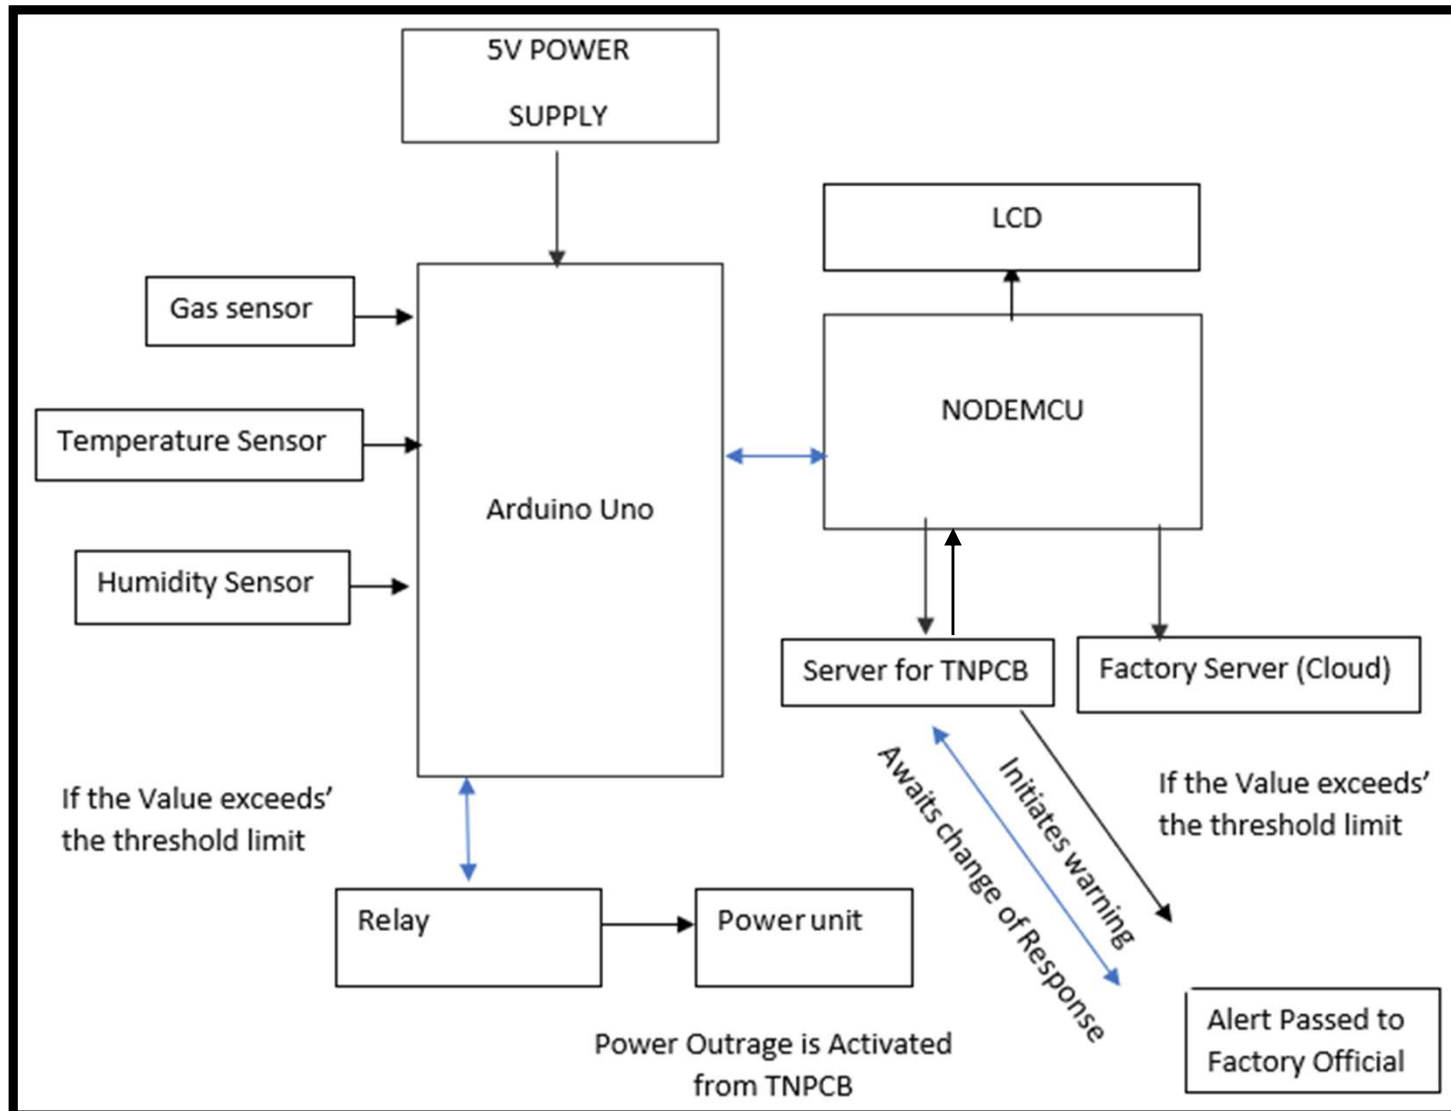 5V POWER
SUPPLY
LCD
Gas sensor
NODEMCU
Temperature Sensor
Arduino Uno
Humidity Sensor
Server for TNPCB
Factory Server (Cloud)
If the Value exceeds’
the threshold limit
Awaits change of Response
Initiates warning
If the Value exceeds’
the threshold limit
Relay
Power unit
Alert Passed to
Factory Official
Power Outrage is Activated
from TNPCB